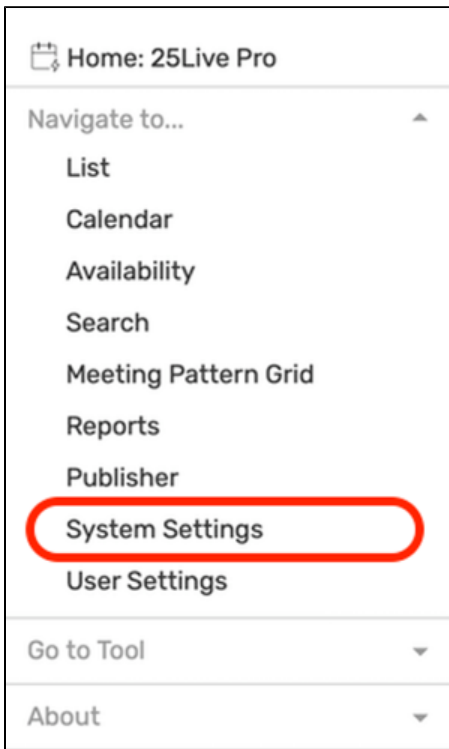 Home: 25Live Pro
Navigate to...
List
Calendar
Availability
Search
Meeting Pattern Grid
Reports
Publisher
System Settings
User Settings
Go to Tool
About